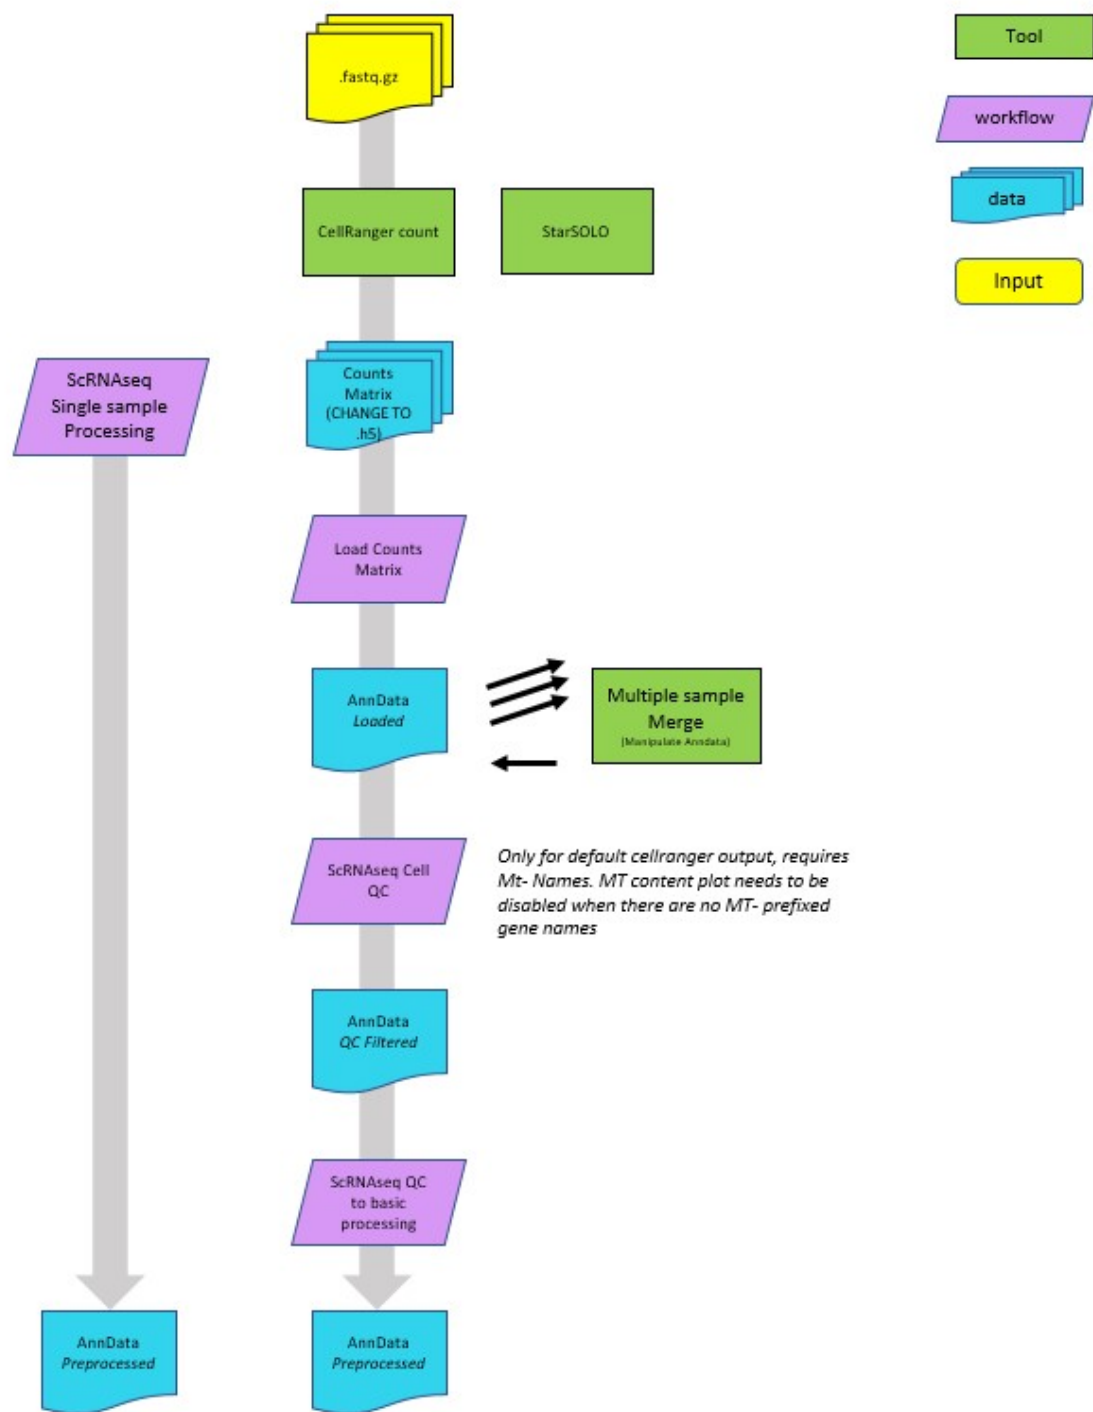 .fastq.gz
Tool
workflow
data
Input
CellRanger count
StarSOLO
ScRNAseq
Single sample
Processing
Counts
Matrix
(CHANGE TO
.h5)
Load Counts
Matrix
AnnData
Loaded
Multiple sample
Merge
(Manipulate Anndata)
ScRNAseq Cell
QC
Only for default cellranger output, requires
Mt- Names. MT content plot needs to be
disabled when there are no MT- prefixed
gene names
AnnData
QC Filtered
ScRNAseq QC
to basic
processing
AnnData
Preprocessed
AnnData
Preprocessed